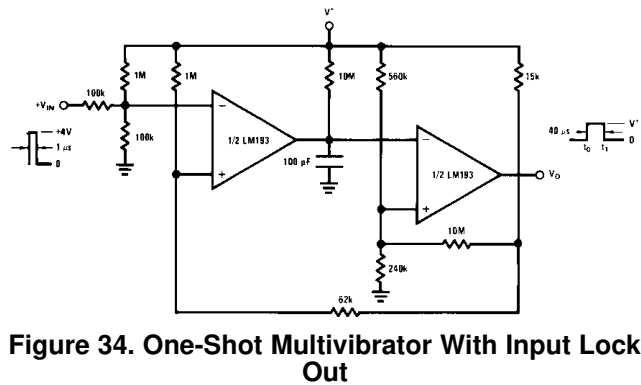 V+
1M
1M
10M
560k
15k
+VIN
100k
100k
1/2 LM193
+4V
1 μs
0
100 pF
1/2 LM193
VO
40 μs
V+
0
t0
t1
10M
240k
62k
Figure 34. One-Shot Multivibrator With Input Lock
Out